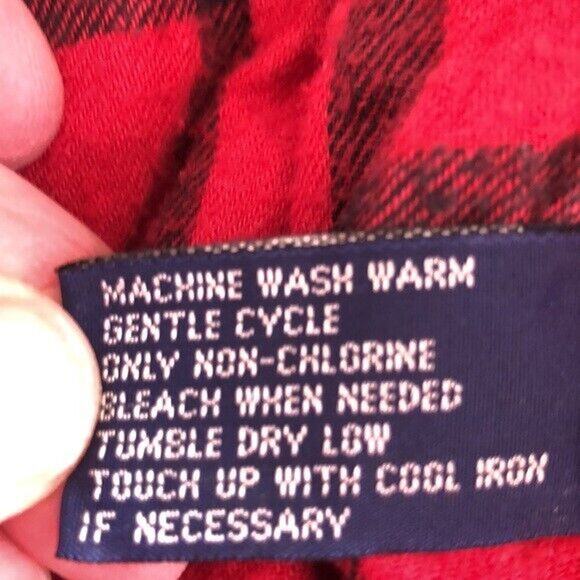 MACHINE WASH WARM
GENTLE CYCLE
ONLY NON-CHLORINE
BLEACH WHEN NEEDED
TUMBLE DRY LOW
TOUCH UP WITH COOL IRON
IF NECESSARY